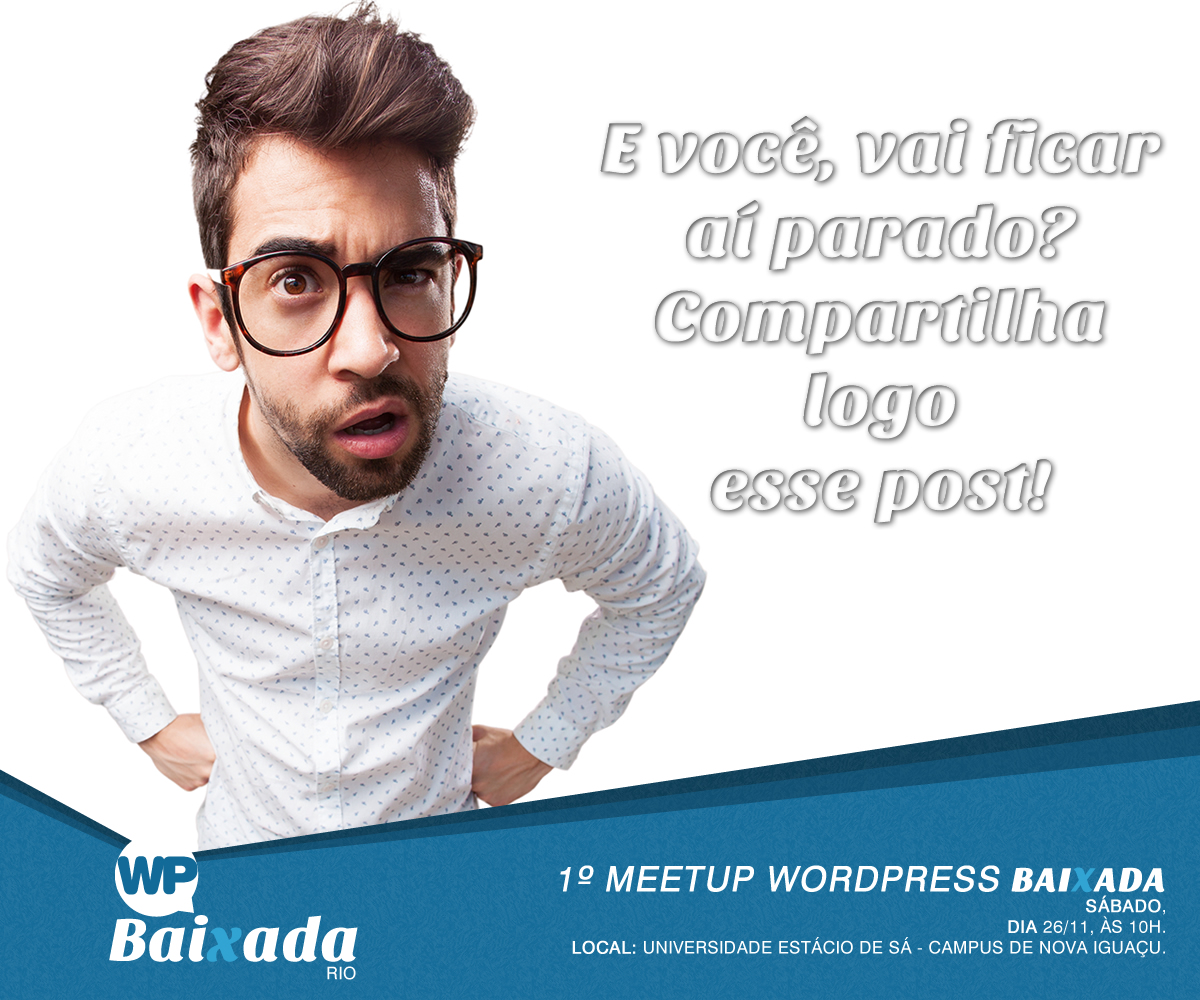 E você, vai ficar
aí parado?
Compartilha
logo
esse post!
WP
Baixada
RIO
1º MEETUP WORDPRESS BAIXADA
SÁBADO,
DIA 26/11, ÀS 10H.
LOCAL: UNIVERSIDADE ESTÁCIO DE SÁ - CAMPUS DE NOVA IGUAÇU.